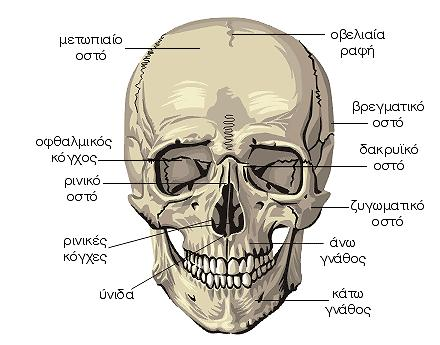 μετωπιαίο
οστό
οβελιαία
ραφή
βρεγματικό
οστό
οφθαλμικός
κόγχος
δακρυϊκό
οστό
ρινικό
οστό
ζυγωματικό
οστό
ρινικές
κόγχες
άνω
γνάθος
ύνιδα
κάτω
γνάθος